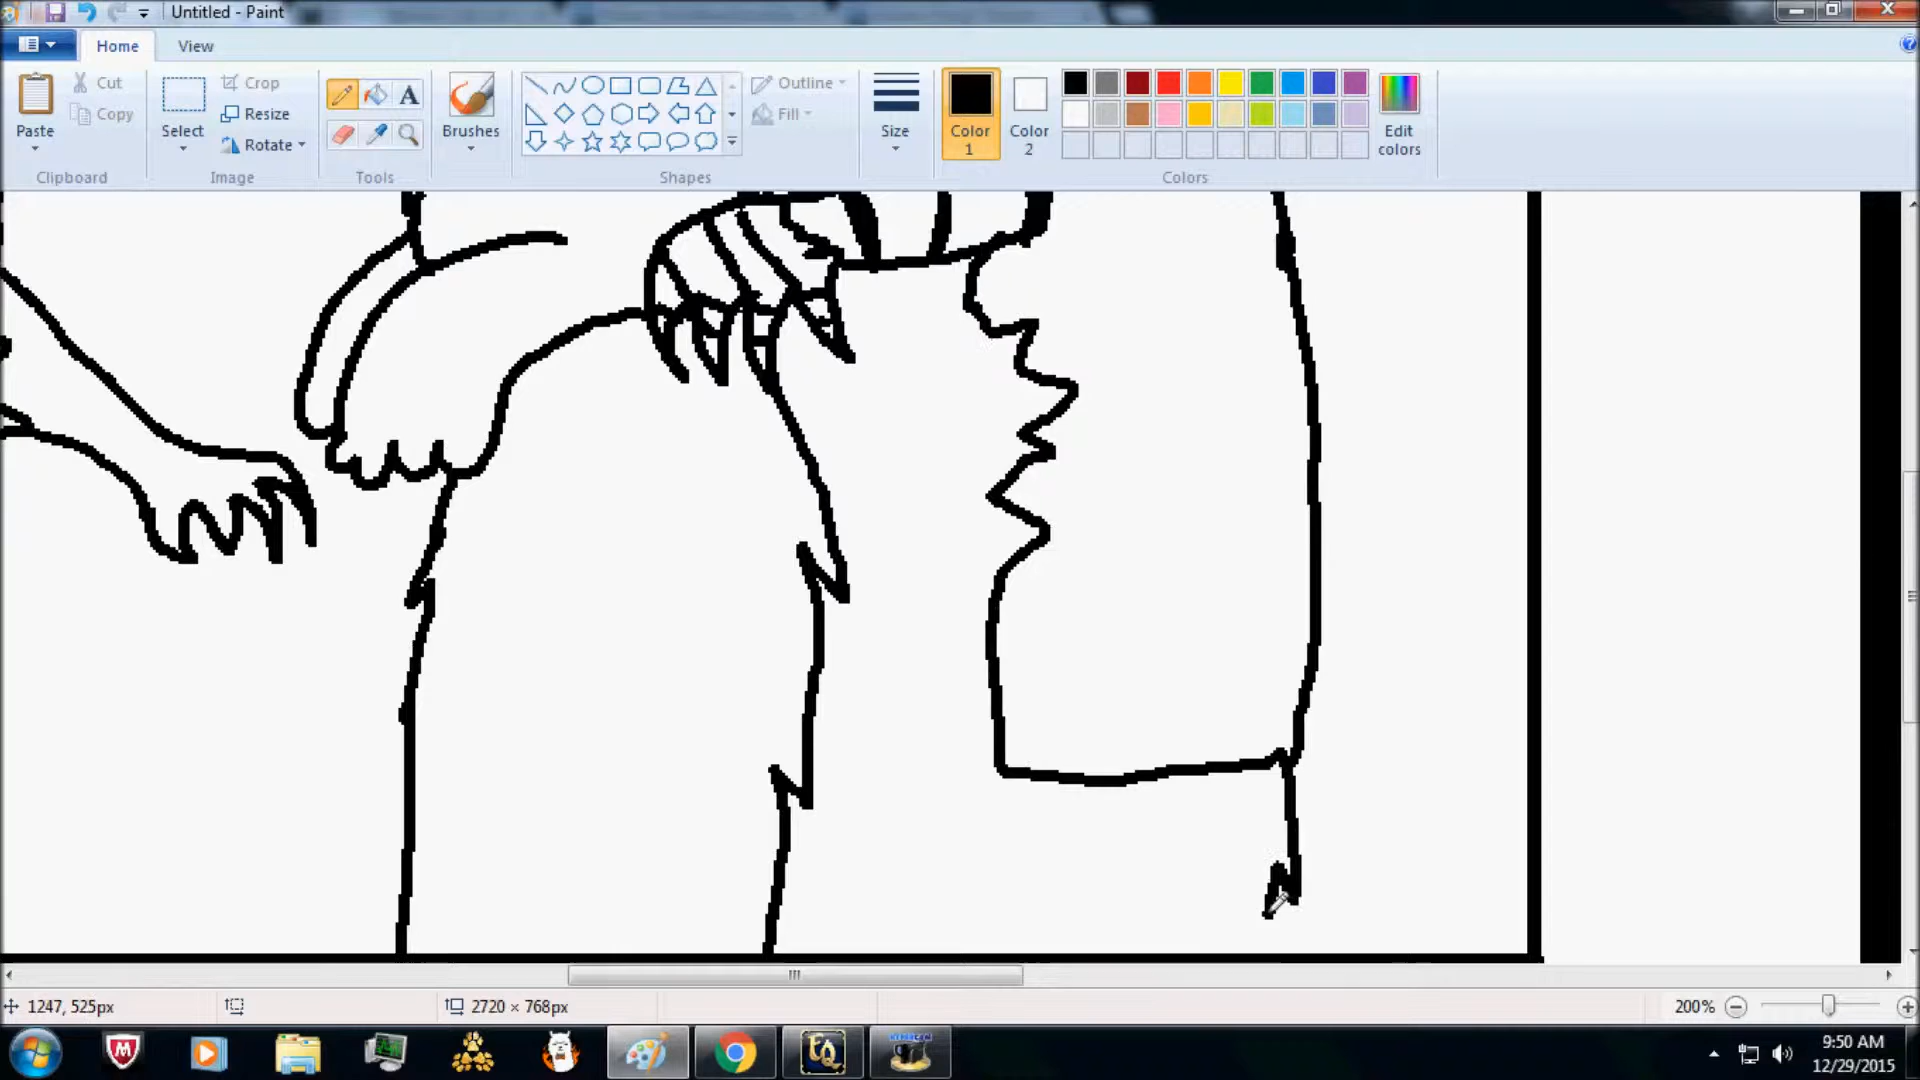 Untitled - Paint
Home View
Cut
Copy
Paste
Clipboard
Select
Crop
Resize
Rotate
Image
A
Tools
Brushes
Outline
Fill
Shapes
Size
Color 1
Color 2
Edit colors
Colors
1247, 525px
2720 × 768px
200%
EQ
9:50 AM
12/29/2015